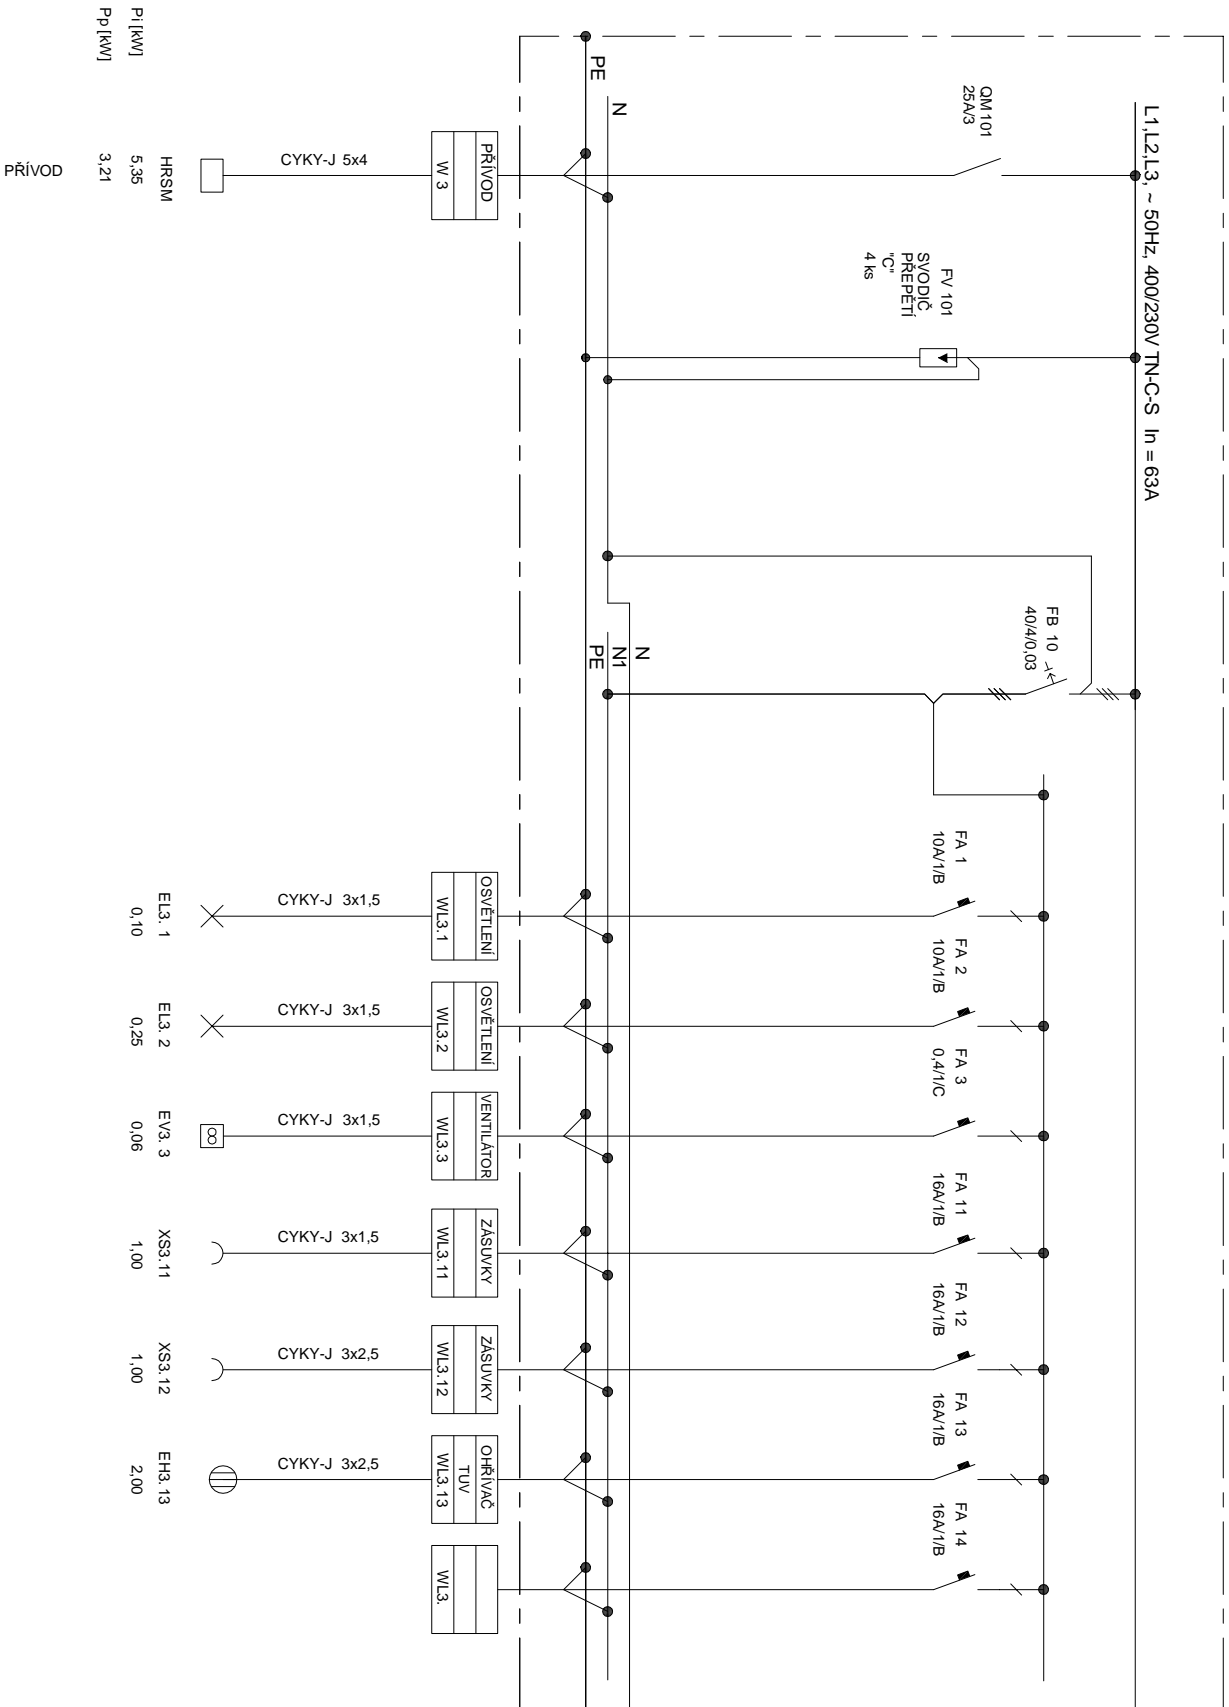 L1,L2,L3, ~ 50Hz, 400/230V TN-C-S In = 63A
QM101
25A/3
FV 101
SVODIČ
PŘEPĚTÍ
"C"
4 ks
FB 10
40/4/0,03
FA 1
10A/1/B
FA 2
10A/1/B
FA 3
0,4/1/C
FA 11
16A/1/B
FA 12
16A/1/B
FA 13
16A/1/B
FA 14
16A/1/B
N
PE
N
N1
PE
PŘÍVOD
W 3
OSVĚTLENÍ
WL3.1
OSVĚTLENÍ
WL3.2
VENTILÁTOR
WL3.3
ZÁSUVKY
WL3.11
ZÁSUVKY
WL3.12
OHŘÍVAČ
TUV
WL3.13
WL3.
CYKY-J 5x4
CYKY-J 3x1,5
CYKY-J 3x1,5
CYKY-J 3x1,5
CYKY-J 3x1,5
CYKY-J 3x2,5
CYKY-J 3x2,5
HRSM
EL3. 1
EL3. 2
EV3. 3
XS3.11
XS3.12
EH3.13
Pi [kW]
5,35
0,10
0,25
0,06
1,00
1,00
2,00
Pp [kW]
3,21
PŘÍVOD